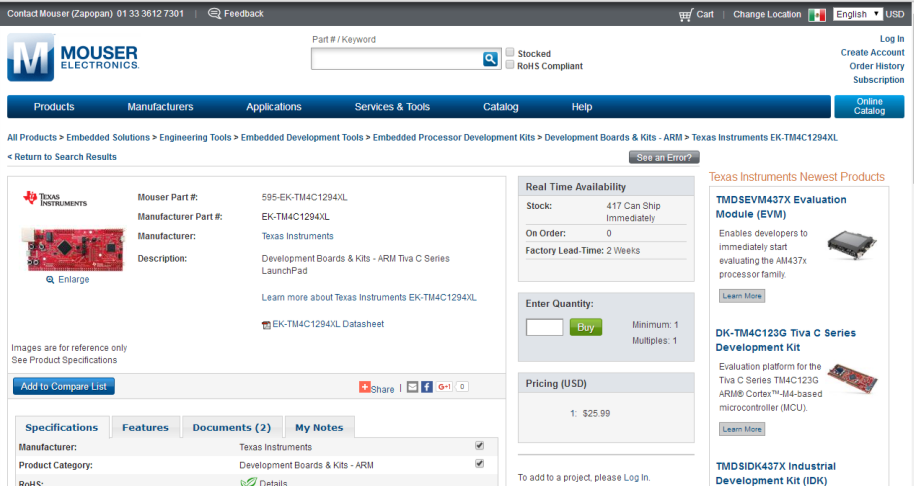 Contact Mouser (Zapopan) 01 33 3612 7301 | Feedback
Cart | Change Location English USD
MOUSER
ELECTRONICS.
Part # / Keyword
Stocked
RoHS Compliant
Log In
Create Account
Order History
Subscription
Products Manufacturers Applications Services & Tools Catalog Help
Online
Catalog
All Products > Embedded Solutions > Engineering Tools > Embedded Development Tools > Embedded Processor Development Kits > Development Boards & Kits - ARM > Texas Instruments EK-TM4C1294XL
< Return to Search Results
See an Error?
TEXAS
INSTRUMENTS
Enlarge
Images are for reference only
See Product Specifications
Mouser Part #: 595-EK-TM4C1294XL
Manufacturer Part #: EK-TM4C1294XL
Manufacturer: Texas Instruments
Description: Development Boards & Kits - ARM Tiva C Series
LaunchPad
Learn more about Texas Instruments EK-TM4C1294XL
EK-TM4C1294XL Datasheet
Add to Compare List
Share | G+1 0
Specifications Features Documents (2) My Notes
Manufacturer: Texas Instruments
Product Category: Development Boards & Kits - ARM
RoHS: Details
Real Time Availability
Stock: 417 Can Ship
Immediately
On Order: 0
Factory Lead-Time: 2 Weeks
Enter Quantity:
Buy
Minimum: 1
Multiples: 1
Pricing (USD)
1: $25.99
To add to a project, please Log In.
Texas Instruments Newest Products
TMDSEVM437X Evaluation
Module (EVM)
Enables developers to
immediately start
evaluating the AM437x
processor family.
Learn More
DK-TM4C123G Tiva C Series
Development Kit
Evaluation platform for the
Tiva C Series TM4C123G
ARM® Cortex™-M4-based
microcontroller (MCU).
Learn More
TMDSIDK437X Industrial
Development Kit (IDK)